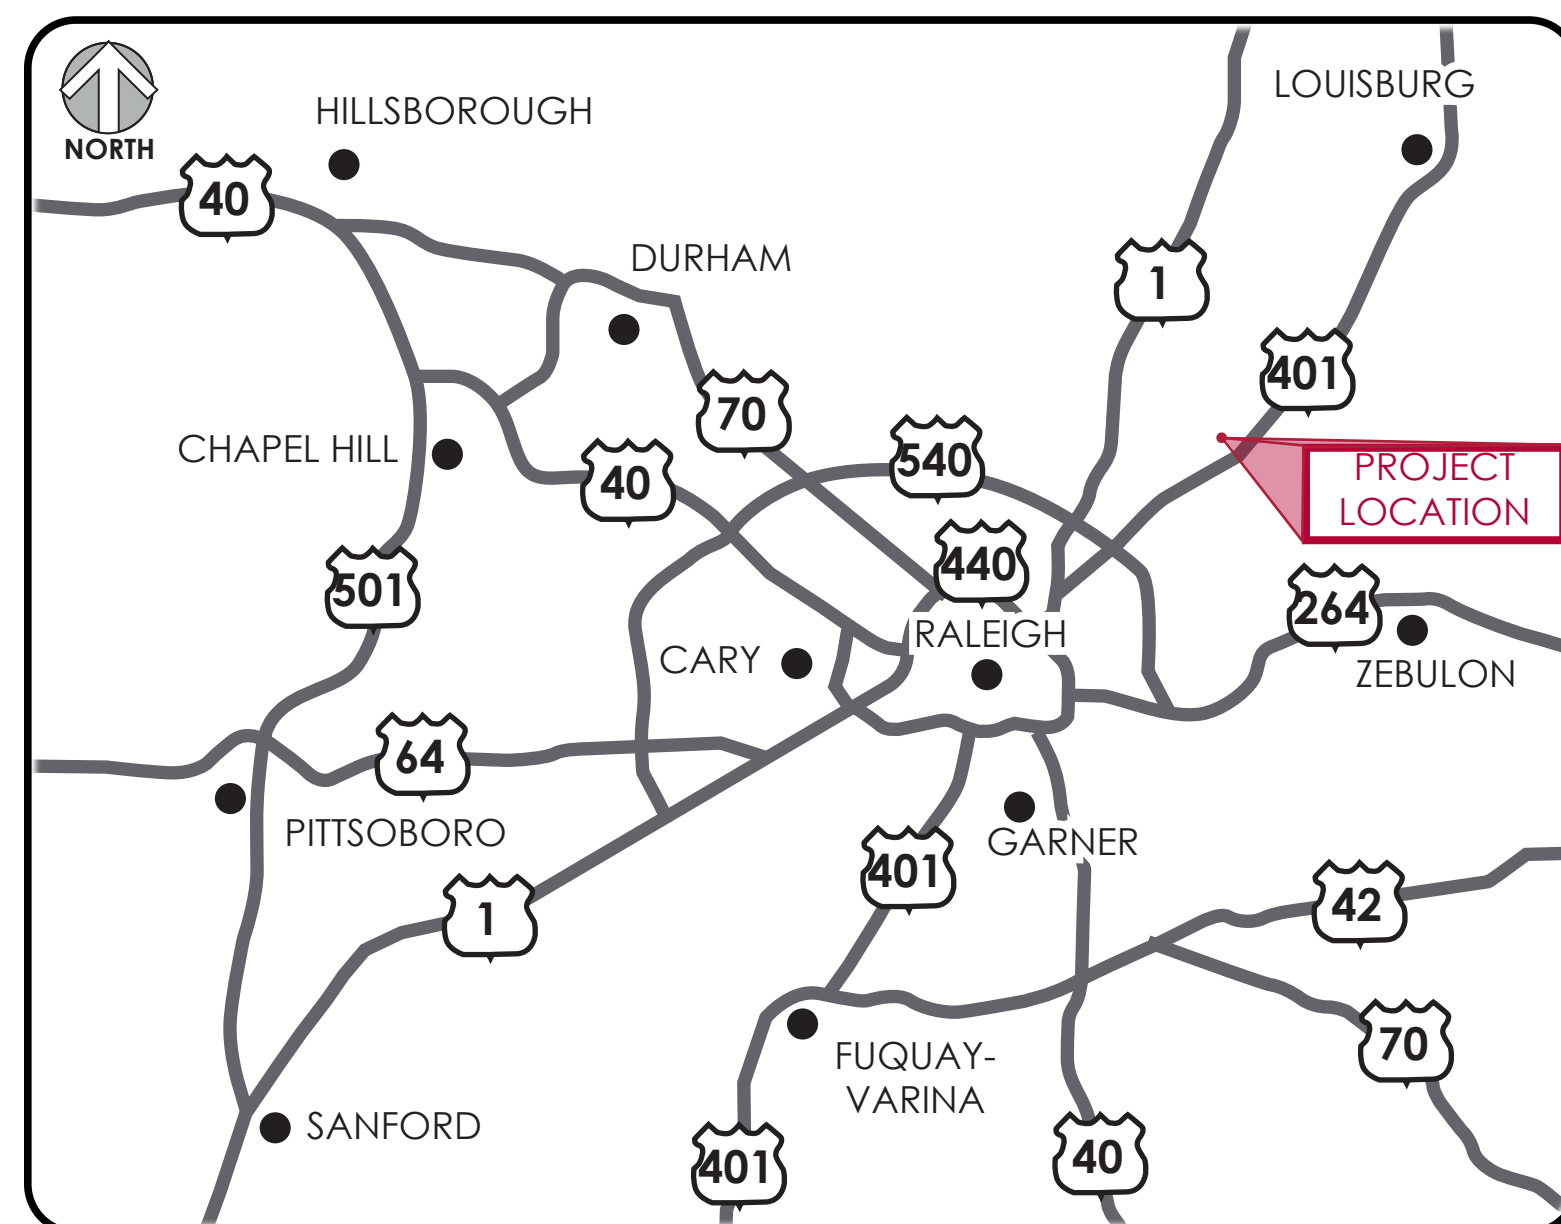 LOUISBURG
HILLSBOROUGH
NORTH
40
DURHAM
1
401
70
CHAPEL HILL
540
PROJECT
LOCATION
40
440
501
264
RALEIGH
CARY
ZEBULON
64
PITTSOBORO
GARNER
401
42
1
70
FUQUAY-
VARINA
SANFORD
401
40